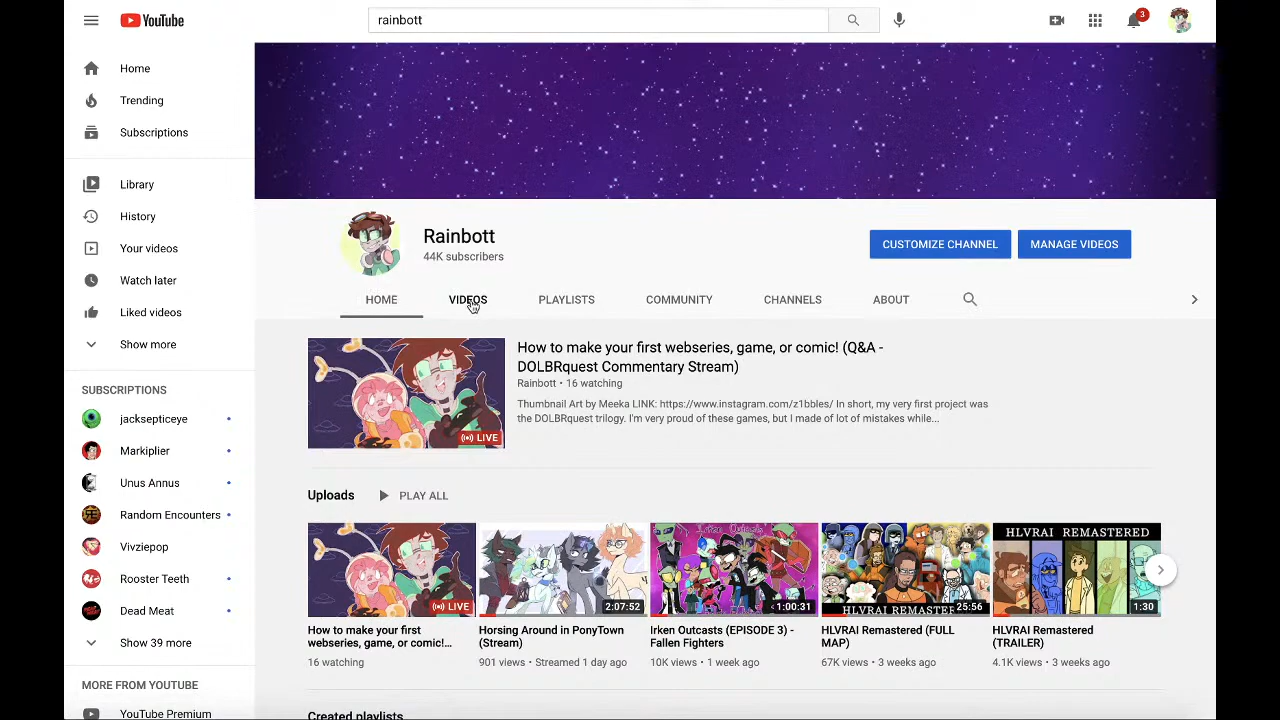 YouTube
rainbott
3
Home
Trending
Subscriptions
Library
History
Your videos
Watch later
Liked videos
Show more
SUBSCRIPTIONS
jacksepticeye
Markiplier
Unus Annus
Random Encounters
Vivziepop
Rooster Teeth
Dead Meat
Show 39 more
MORE FROM YOUTUBE
YouTube Premium
Rainbott
44K subscribers
CUSTOMIZE CHANNEL
MANAGE VIDEOS
HOME VIDEOS PLAYLISTS COMMUNITY CHANNELS ABOUT
LIVE
How to make your first webseries, game, or comic! (Q&A -
DOLBRquest Commentary Stream)
Rainbott • 16 watching
Thumbnail Art by Meeka LINK: https://www.instagram.com/z1bbles/ In short, my very first project was
the DOLBRquest trilogy. I'm very proud of these games, but I made of lot of mistakes while...
Uploads PLAY ALL
LIVE
How to make your first
webseries, game, or comic!...
16 watching
2:07:52
Horsing Around in PonyTown
(Stream)
901 views • Streamed 1 day ago
Irken Outcasts
1:00:31
Irken Outcasts (EPISODE 3) -
Fallen Fighters
10K views • 1 week ago
HLVRAI REMASTERED
25:56
HLVRAI Remastered (FULL
MAP)
67K views • 3 weeks ago
HLVRAI REMASTERED
1:30
HLVRAI Remastered
(TRAILER)
4.1K views • 3 weeks ago
Created playlists